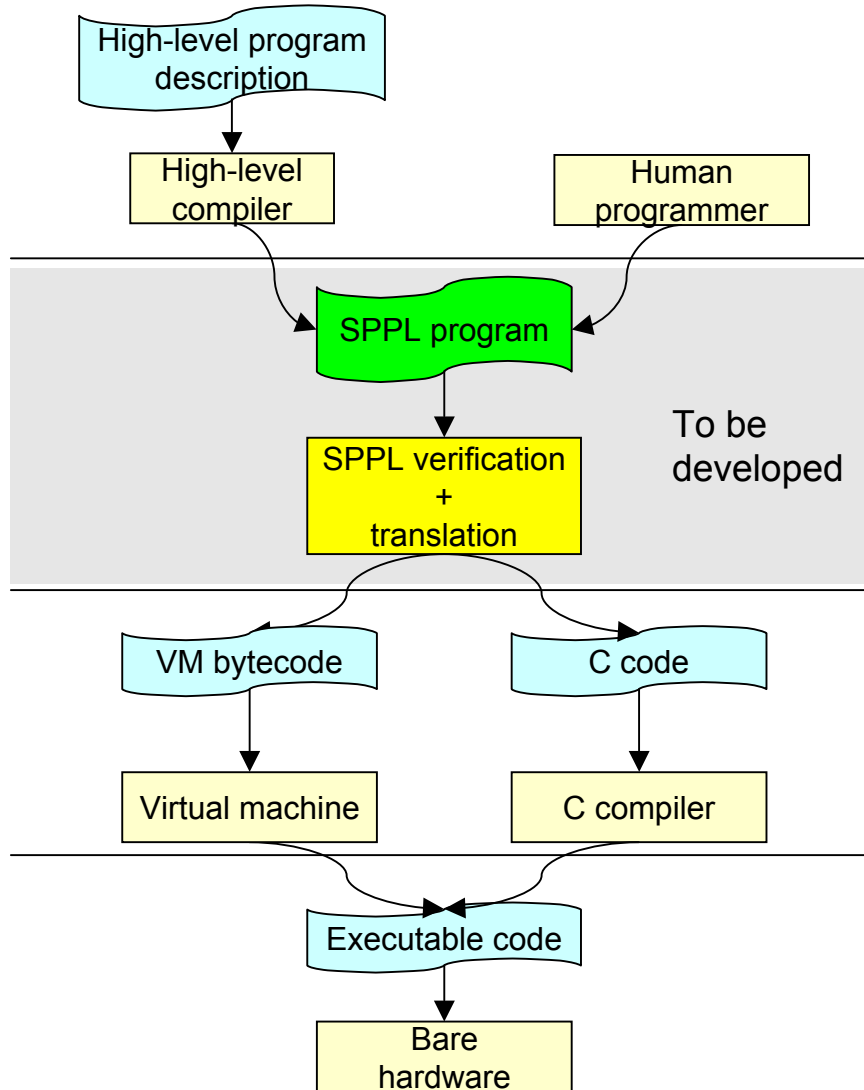 High-level program
description
High-level
compiler
Human
programmer
SPPL program
To be
developed
SPPL verification
+
translation
VM bytecode
C code
Virtual machine
C compiler
Executable code
Bare
hardware